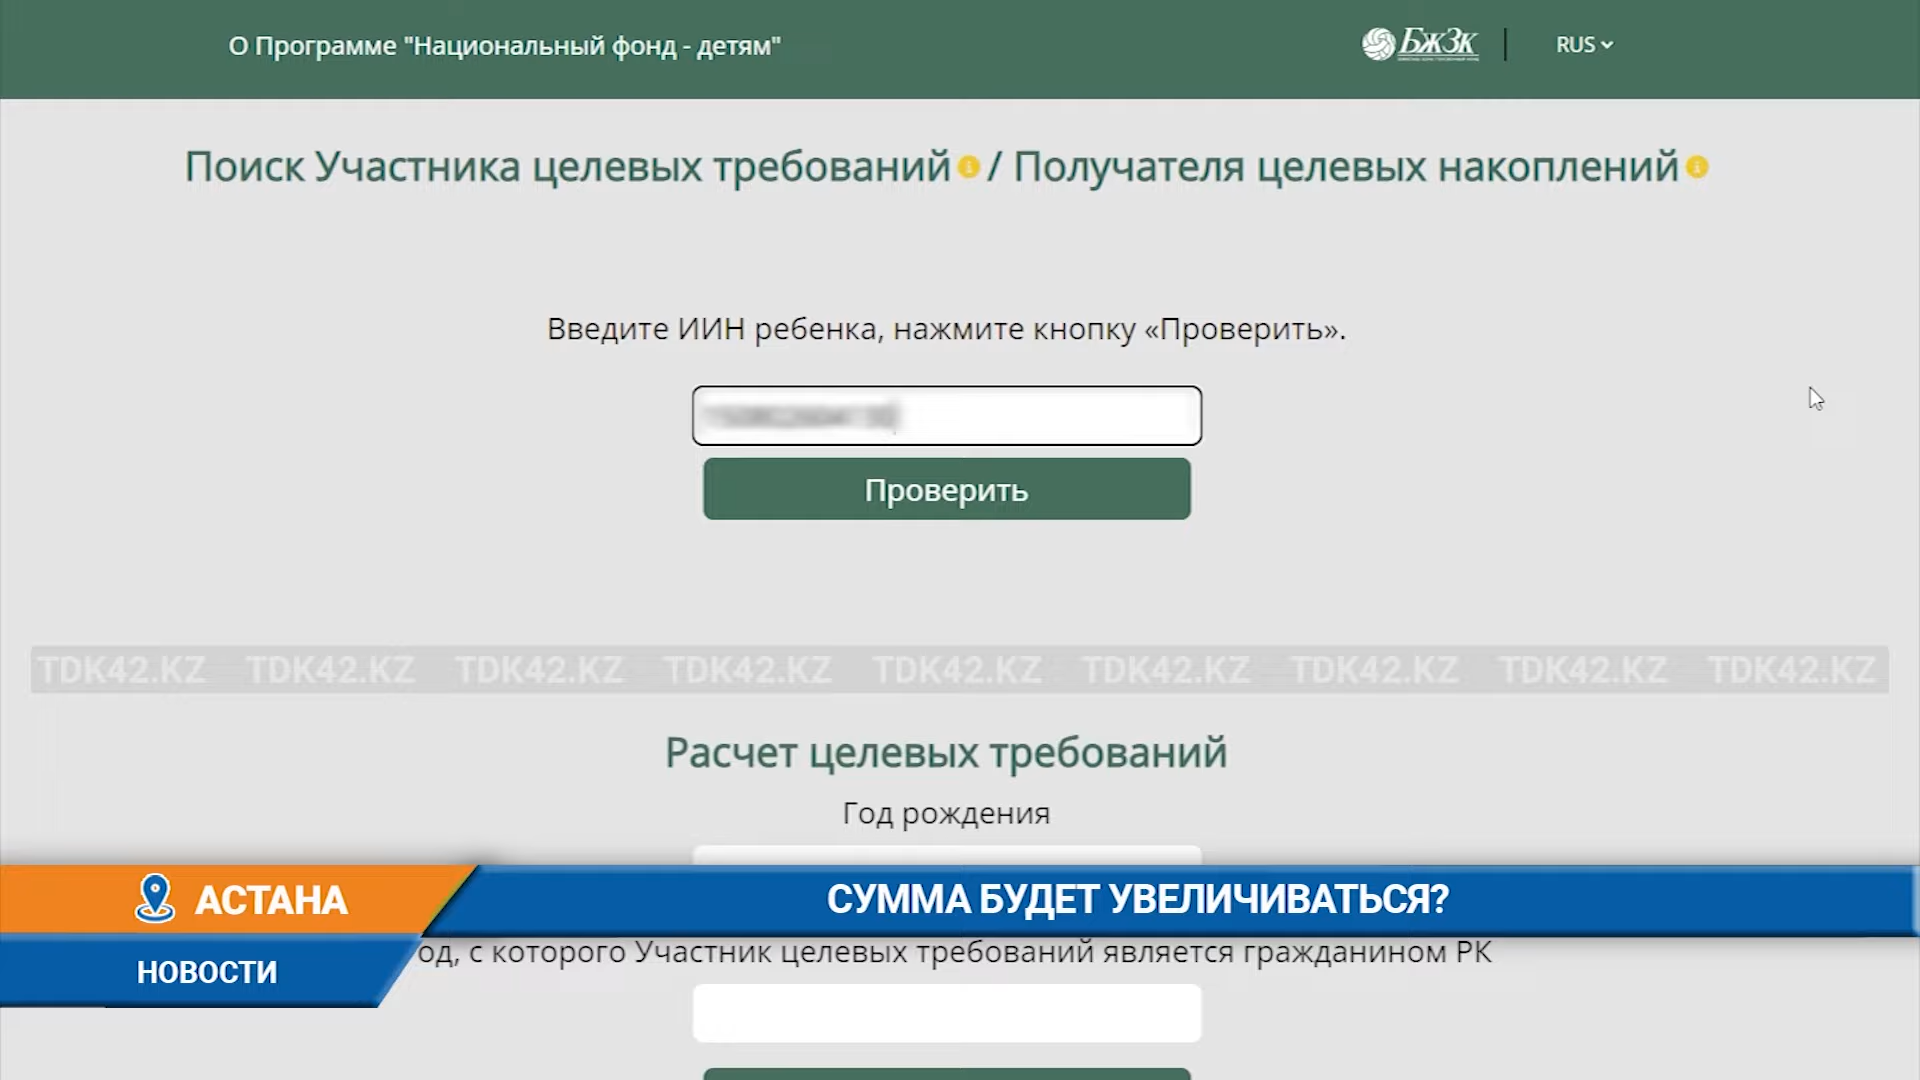 О Программе "Национальный фонд - детям"
БжЗқ
RUS
Поиск Участника целевых требований / Получателя целевых накоплений
Введите ИИН ребенка, нажмите кнопку «Проверить».
Проверить
TDK42.KZ TDK42.KZ TDK42.KZ TDK42.KZ TDK42.KZ TDK42.KZ TDK42.KZ TDK42.KZ TDK42.KZ
Расчет целевых требований
Год рождения
АСТАНА
СУММА БУДЕТ УВЕЛИЧИВАТЬСЯ?
од, с которого Участник целевых требований является гражданином РК
НОВОСТИ